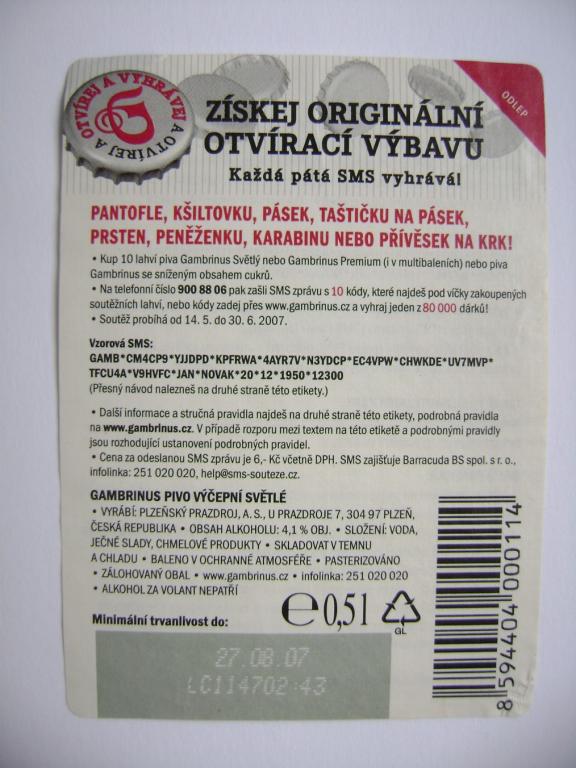 OTVÍREJ A VYHRÁVEJ A OTVÍREJ A
ODLEP
ZÍSKEJ ORIGINÁLNÍ
OTVÍRACÍ VÝBAVU
Každá pátá SMS vyhrává!
PANTOFLE, KŠILTOVKU, PÁSEK, TAŠTIČKU NA PÁSEK,
PRSTEN, PENĚŽENKU, KARABINU NEBO PŘÍVĚSEK NA KRK!
• Kup 10 lahví piva Gambrinus Světlý nebo Gambrinus Premium (i v multibaleních) nebo piva
Gambrinus se sníženým obsahem cukrů.
• Na telefonní číslo 900 88 06 pak zašli SMS zprávu s 10 kódy, které najdeš pod víčky zakoupených
soutěžních lahví, nebo kódy zadej přes www.gambrinus.cz a vyhraj jeden z 80 000 dárků!
• Soutěž probíhá od 14. 5. do 30. 6. 2007.
Vzorová SMS:
GAMB*CM4CP9*YJJDPD*KPFRWA*4AYR7V*N3YDCP*EC4VPW*CHWKDE*UV7MVP*
TFCU4A*V9HVFC*JAN*NOVAK*20*12*1950*12300
(Přesný návod nalezneš na druhé straně této etikety.)
• Další informace a stručná pravidla najdeš na druhé straně této etikety, podrobná pravidla
na www.gambrinus.cz. V případě rozporu mezi textem na této etiketě a podrobnými pravidly
jsou rozhodující ustanovení podrobných pravidel.
• Cena za odeslanou SMS zprávu je 6,- Kč včetně DPH. SMS zajišťuje Barracuda BS spol. s r. o.,
infolinka: 251 020 020, help@sms-souteze.cz.
GAMBRINUS PIVO VÝČEPNÍ SVĚTLÉ
• VYRÁBÍ: PLZEŇSKÝ PRAZDROJ, A. S., U PRAZDROJE 7, 304 97 PLZEŇ,
ČESKÁ REPUBLIKA • OBSAH ALKOHOLU: 4,1 % OBJ. • SLOŽENÍ: VODA,
JEČNÉ SLADY, CHMELOVÉ PRODUKTY • SKLADOVAT V TEMNU
A CHLADU • BALENO V OCHRANNÉ ATMOSFÉŘE • PASTERIZOVÁNO
• ZÁLOHOVANÝ OBAL • www.gambrinus.cz • infolinka: 251 020 020
• ALKOHOL ZA VOLANT NEPATŘÍ
℮ 0,5l
GL
Minimální trvanlivost do:
27.08.07
LC114702:43
8 594404 000114